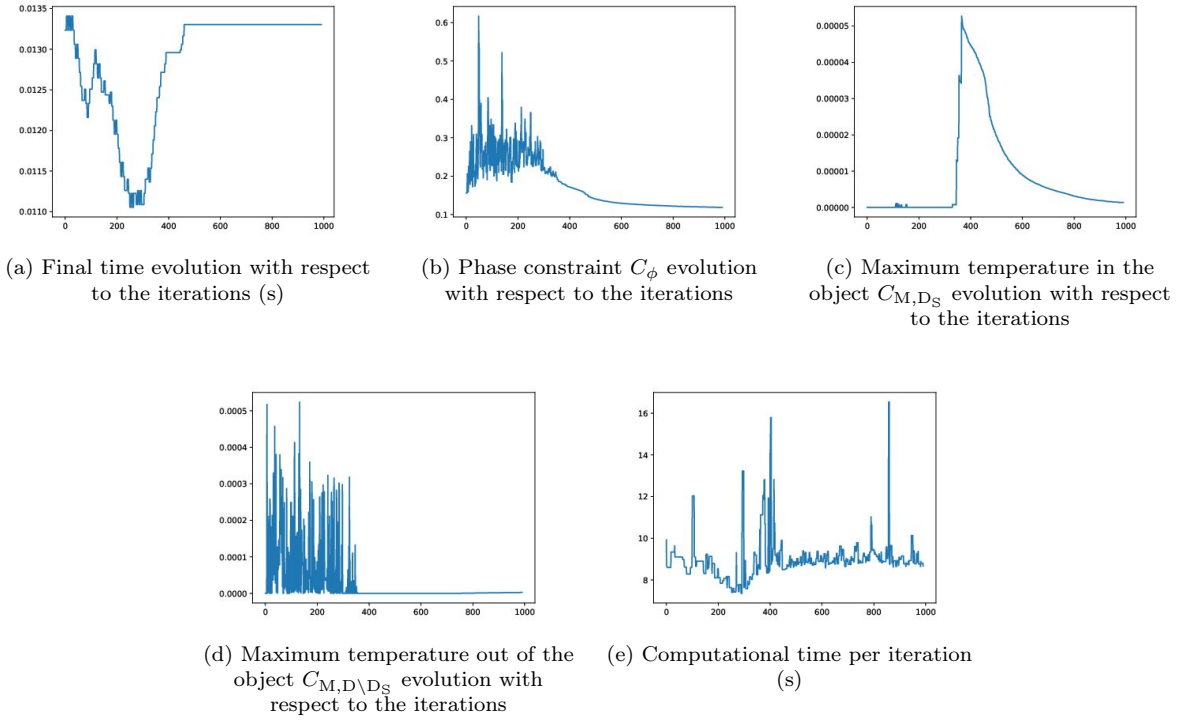 0.0135
0.0130
0.0125
0.0120
0.0115
0.0110
0 200 400 600 800 1000
(a) Final time evolution with respect
to the iterations (s)
0.6
0.5
0.4
0.3
0.2
0.1
0 200 400 600 800 1000
(b) Phase constraint C_ϕ evolution
with respect to the iterations
0.00005
0.00004
0.00003
0.00002
0.00001
0.00000
0 200 400 600 800 1000
(c) Maximum temperature in the
object C_{M,D_S} evolution with respect
to the iterations
0.0005
0.0004
0.0003
0.0002
0.0001
0.0000
0 200 400 600 800 1000
(d) Maximum temperature out of the
object C_{M,D\D_S} evolution with
respect to the iterations
16
14
12
10
8
0 200 400 600 800 1000
(e) Computational time per iteration
(s)